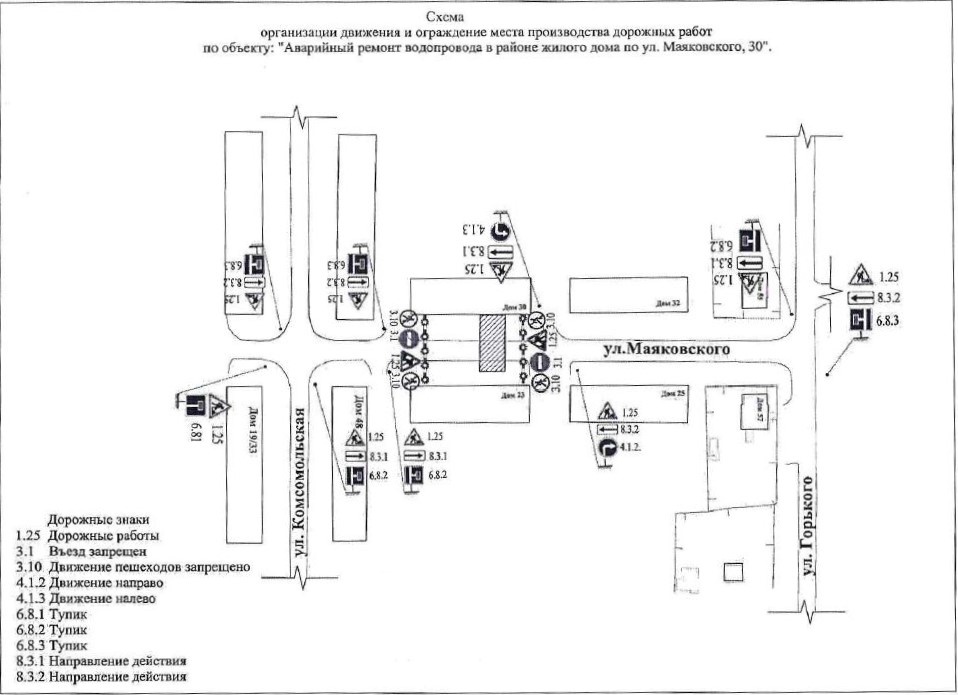 Схема
организации движения и ограждение места производства дорожных работ
по объекту: "Аварийный ремонт водопровода в районе жилого дома по ул. Маяковского, 30".
4.1.3
8.3.1
1.25
6.8.3
8.3.2
1.25
6.8.3
8.3.2
1.25
6.8.2
8.3.1
1.25
1.25
8.3.2
6.8.3
Дом 30
Дом 32
3.10
3.1
1.25
3.10
3.10
1.25
3.1
3.10
ул.Маяковского
Дом 23
Дом 25
Дом 19/33
Дом 48
6.81
1.25
1.25
8.3.1
6.8.2
1.25
8.3.1
6.8.2
1.25
8.3.2
4.1.2.
ул. Комсомольская
ул. Горького
Дорожные знаки
1.25 Дорожные работы
3.1 Въезд запрещен
3.10 Движение пешеходов запрещено
4.1.2 Движение направо
4.1.3 Движение налево
6.8.1 Тупик
6.8.2 Тупик
6.8.3 Тупик
8.3.1 Направление действия
8.3.2 Направление действия